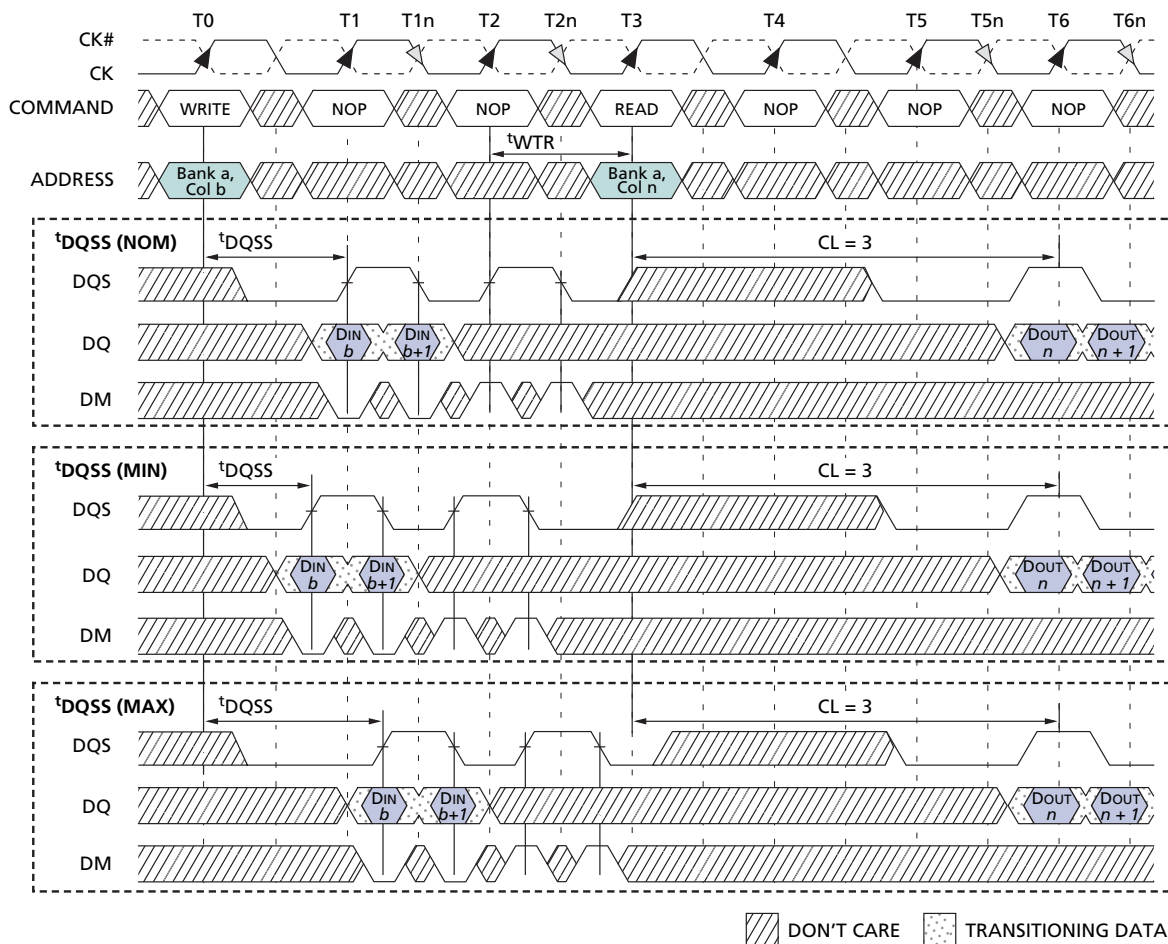 T0 T1 T1n T2 T2n T3 T4 T5 T5n T6 T6n
CK#
CK
COMMAND WRITE NOP NOP READ NOP NOP NOP
tWTR
ADDRESS Bank a, Col b Bank a, Col n
tDQSS (NOM) tDQSS CL = 3
DQS
DQ DIN b DIN b+1 DOUT n DOUT n + 1
DM
tDQSS (MIN) tDQSS CL = 3
DQS
DQ DIN b DIN b+1 DOUT n DOUT n + 1
DM
tDQSS (MAX) tDQSS CL = 3
DQS
DQ DIN b DIN b+1 DOUT n DOUT n + 1
DM
DON'T CARE TRANSITIONING DATA